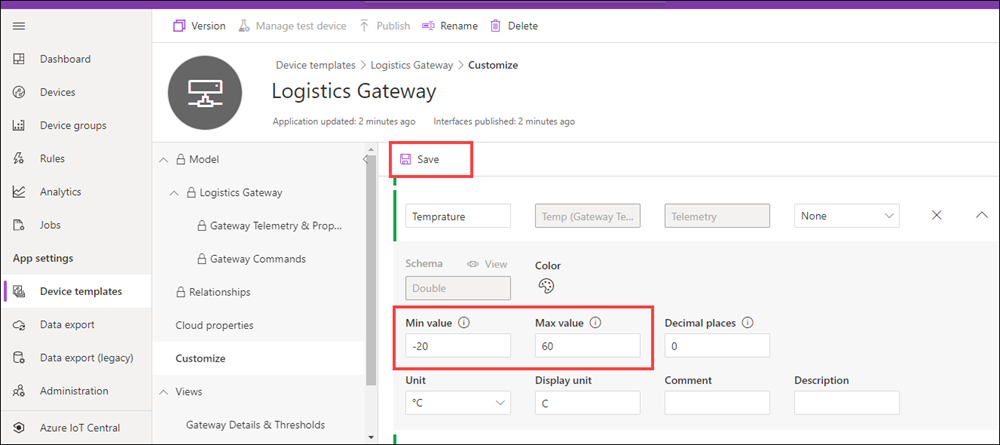 Version Manage test device Publish Rename Delete
Dashboard
Devices
Device groups
Rules
Analytics
Jobs
App settings
Device templates
Data export
Data export (legacy)
Administration
Azure IoT Central
Device templates > Logistics Gateway > Customize
Logistics Gateway
Application updated: 2 minutes ago Interfaces published: 2 minutes ago
Model
Logistics Gateway
Gateway Telemetry & Prop...
Gateway Commands
Relationships
Cloud properties
Customize
Views
Gateway Details & Thresholds
Save
Temprature Temp (Gateway Te... Telemetry None
Schema View Color
Double
Min value Max value Decimal places
-20 60 0
Unit Display unit Comment Description
°C C